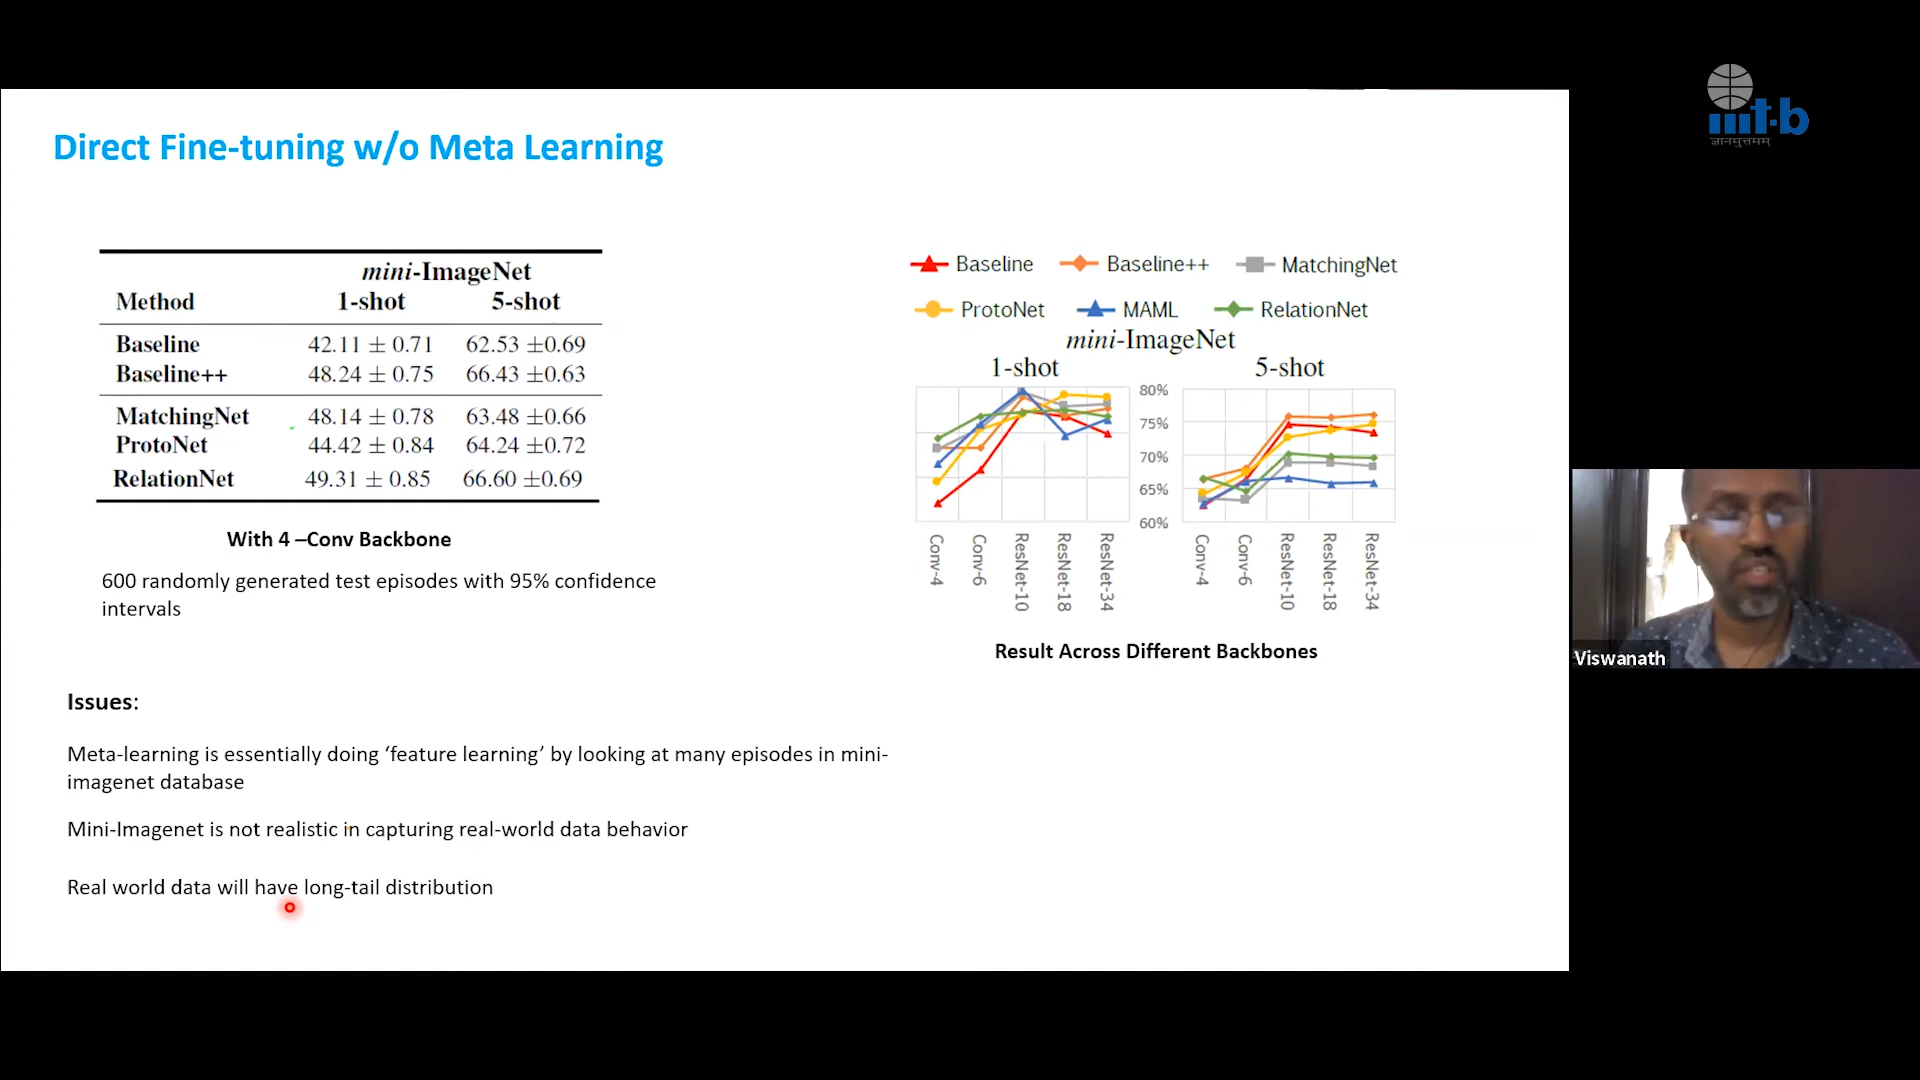 iiit-b
ज्ञानमुत्तमम्
Direct Fine-tuning w/o Meta Learning
mini-ImageNet
Method 1-shot 5-shot
Baseline 42.11 ± 0.71 62.53 ±0.69
Baseline++ 48.24 ± 0.75 66.43 ±0.63
MatchingNet 48.14 ± 0.78 63.48 ±0.66
ProtoNet 44.42 ± 0.84 64.24 ±0.72
RelationNet 49.31 ± 0.85 66.60 ±0.69
With 4 –Conv Backbone
600 randomly generated test episodes with 95% confidence
intervals
Baseline Baseline++ MatchingNet
ProtoNet MAML RelationNet
mini-ImageNet
1-shot 5-shot
80%
75%
70%
65%
60%
Conv-4 Conv-6 ResNet-10 ResNet-18 ResNet-34
Conv-4 Conv-6 ResNet-10 ResNet-18 ResNet-34
Result Across Different Backbones
Issues:
Meta-learning is essentially doing ‘feature learning’ by looking at many episodes in mini-
imagenet database
Mini-Imagenet is not realistic in capturing real-world data behavior
Real world data will have long-tail distribution
Viswanath